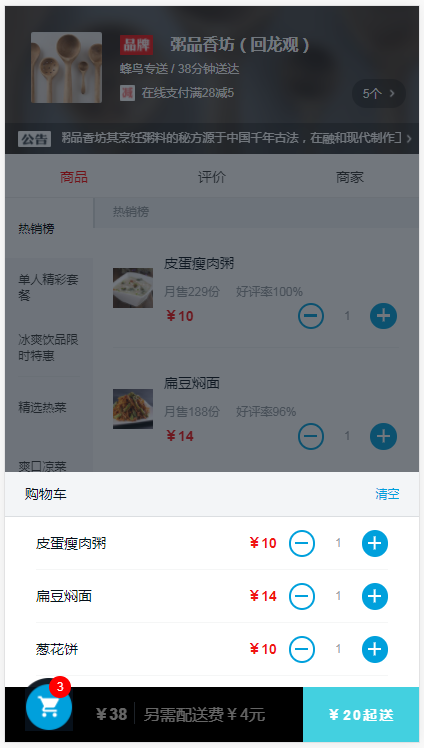 品牌 粥品香坊（回龙观）
蜂鸟专送 / 38分钟送达
减 在线支付满28减5
5个 >
公告 粥品香坊其烹饪粥料的秘方源于中国千年古法，在融和现代制作工 >
商品 评价 商家
热销榜
热销榜
皮蛋瘦肉粥
月售229份 好评率100%
￥10 1
单人精彩套
餐
冰爽饮品限
时特惠
扁豆焖面
月售188份 好评率96%
￥14 1
精选热菜
爽口凉菜
购物车 清空
皮蛋瘦肉粥 ￥10 1
扁豆焖面 ￥14 1
葱花饼 ￥10 1
3
￥38 另需配送费￥4元 ￥20起送